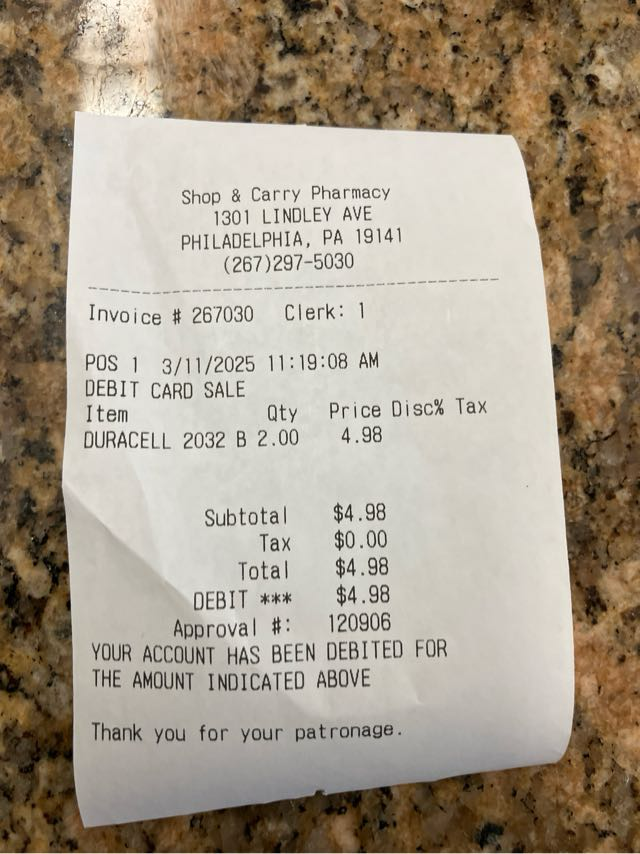 Shop & Carry Pharmacy
1301 LINDLEY AVE
PHILADELPHIA, PA 19141
(267)297-5030
Invoice # 267030 Clerk: 1
POS 1 3/11/2025 11:19:08 AM
DEBIT CARD SALE
Item Qty Price Disc% Tax
DURACELL 2032 B 2.00 4.98
Subtotal $4.98
Tax $0.00
Total $4.98
DEBIT *** $4.98
Approval #: 120906
YOUR ACCOUNT HAS BEEN DEBITED FOR
THE AMOUNT INDICATED ABOVE
Thank you for your patronage.